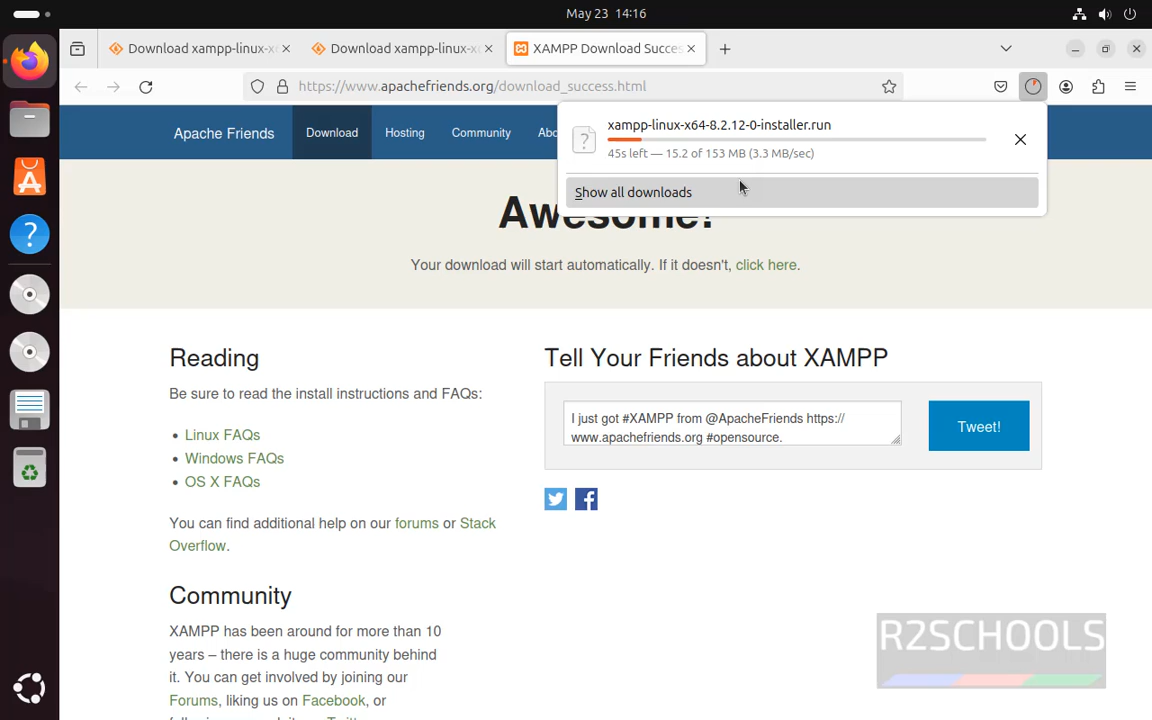 May 23 14:16
Download xampp-linux-x
Download xampp-linux-x
XAMPP Download Succes
https://www.apachefriends.org/download_success.html
Apache Friends
Download
Hosting
Community
Abo
xampp-linux-x64-8.2.12-0-installer.run
45s left — 15.2 of 153 MB (3.3 MB/sec)
Show all downloads
Awesome!
Your download will start automatically. If it doesn't, click here.
Reading
Be sure to read the install instructions and FAQs:
• Linux FAQs
• Windows FAQs
• OS X FAQs
You can find additional help on our forums or Stack
Overflow.
Tell Your Friends about XAMPP
I just got #XAMPP from @ApacheFriends https://
www.apachefriends.org #opensource.
Tweet!
Community
XAMPP has been around for more than 10
years – there is a huge community behind
it. You can get involved by joining our
Forums, liking us on Facebook, or
R2SCHOOLS